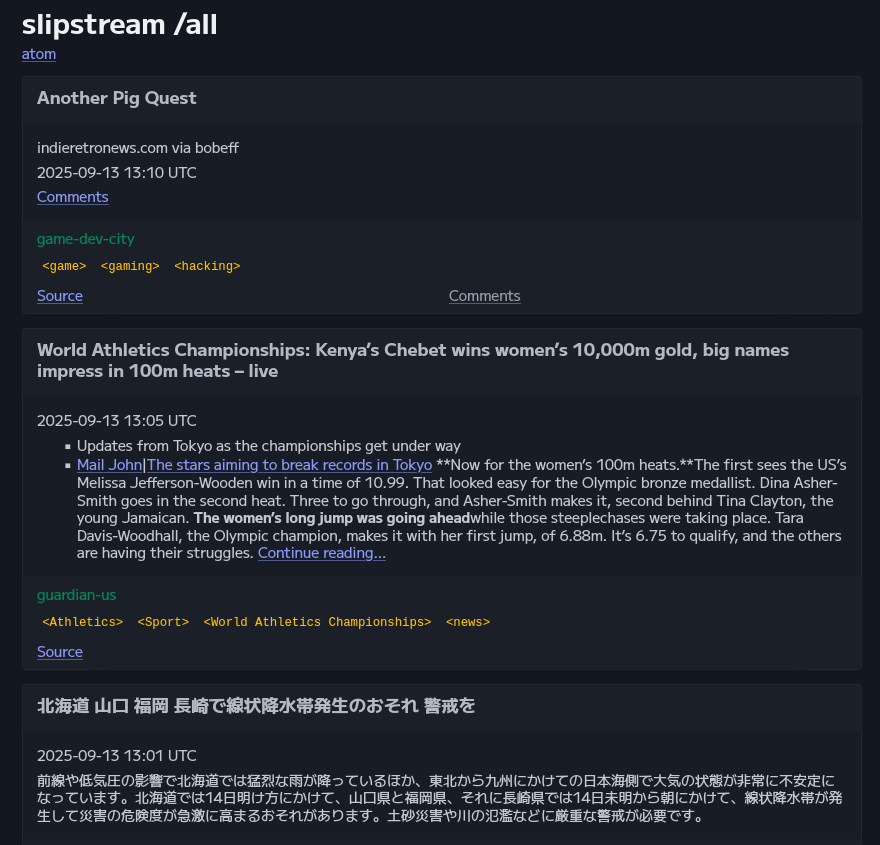 slipstream /all
atom
Another Pig Quest
indieretronews.com via bobeff
2025-09-13 13:10 UTC
Comments
game-dev-city
<game> <gaming> <hacking>
Source Comments
World Athletics Championships: Kenya’s Chebet wins women’s 10,000m gold, big names
impress in 100m heats – live
2025-09-13 13:05 UTC
▪ Updates from Tokyo as the championships get under way
▪ Mail John|The stars aiming to break records in Tokyo **Now for the women’s 100m heats.**The first sees the US’s
Melissa Jefferson-Wooden win in a time of 10.99. That looked easy for the Olympic bronze medallist. Dina Asher-
Smith goes in the second heat. Three to go through, and Asher-Smith makes it, second behind Tina Clayton, the
young Jamaican. The women’s long jump was going aheadwhile those steeplechases were taking place. Tara
Davis-Woodhall, the Olympic champion, makes it with her first jump, of 6.88m. It’s 6.75 to qualify, and the others
are having their struggles. Continue reading...
guardian-us
<Athletics> <Sport> <World Athletics Championships> <news>
Source
北海道 山口 福岡 長崎で線状降水帯発生のおそれ 警戒を
2025-09-13 13:01 UTC
前線や低気圧の影響で北海道では猛烈な雨が降っているほか、東北から九州にかけての日本海側で大気の状態が非常に不安定に
なっています。北海道では14日明け方にかけて、山口県と福岡県、それに長崎県では14日未明から朝にかけて、線状降水帯が発
生して災害の危険度が急激に高まるおそれがあります。土砂災害や川の氾濫などに厳重な警戒が必要です。